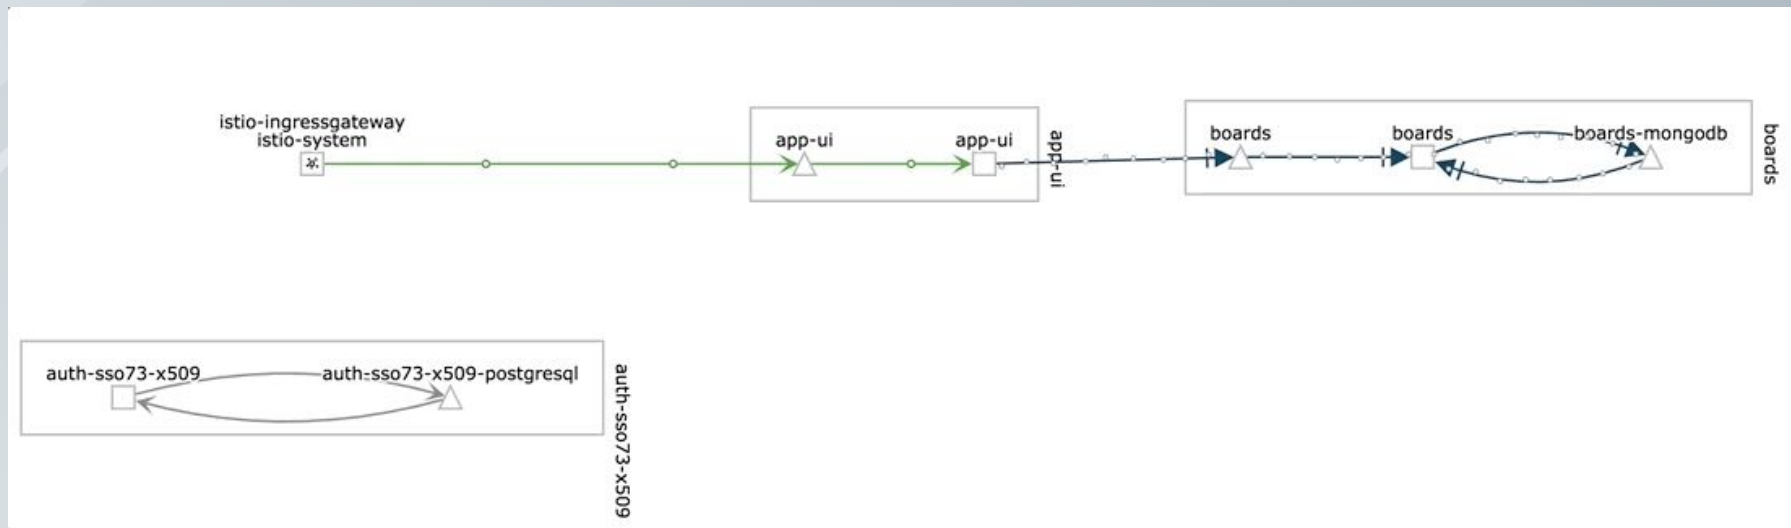 istio-ingressgateway
istio-system
app-ui
app-ui
app-ui
boards
boards
boards-mongodb
boards
auth-sso73-x509
auth-sso73-x509-postgresql
auth-sso73-x509